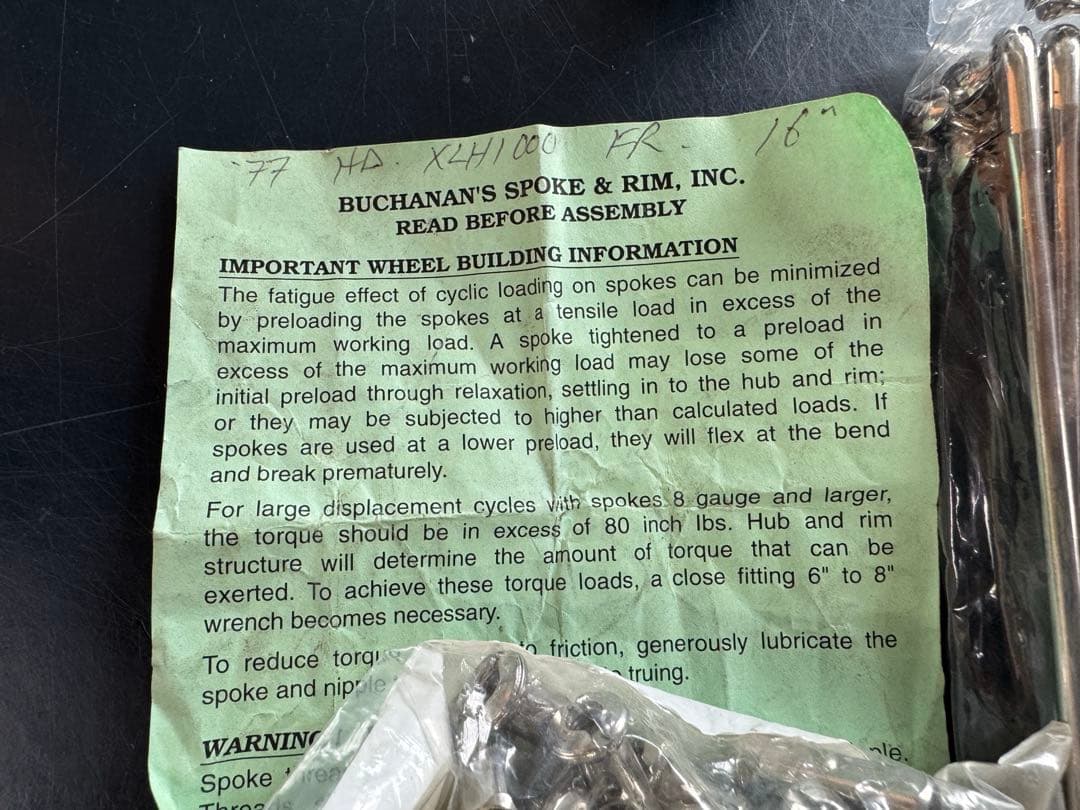 '77 HD. XLH1000 FR. 16"
BUCHANAN'S SPOKE & RIM, INC.
READ BEFORE ASSEMBLY
IMPORTANT WHEEL BUILDING INFORMATION
The fatigue effect of cyclic loading on spokes can be minimized
by preloading the spokes at a tensile load in excess of the
maximum working load. A spoke tightened to a preload in
excess of the maximum working load may lose some of the
initial preload through relaxation, settling in to the hub and rim;
or they may be subjected to higher than calculated loads. If
spokes are used at a lower preload, they will flex at the bend
and break prematurely.
For large displacement cycles with spokes 8 gauge and larger,
the torque should be in excess of 80 inch lbs. Hub and rim
structure will determine the amount of torque that can be
exerted. To achieve these torque loads, a close fitting 6" to 8"
wrench becomes necessary.
To reduce friction, generously lubricate the
spoke and nipple truing.
WARNING
Spoke